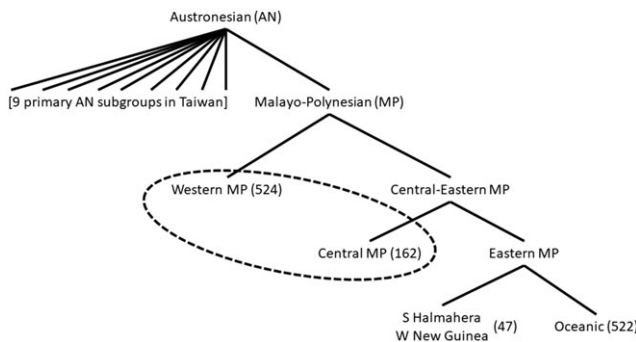 Austronesian (AN)
[9 primary AN subgroups in Taiwan]
Malayo-Polynesian (MP)
Western MP (524)
Central-Eastern MP
Central MP (162)
Eastern MP
S Halmahera
W New Guinea
(47)
Oceanic (522)